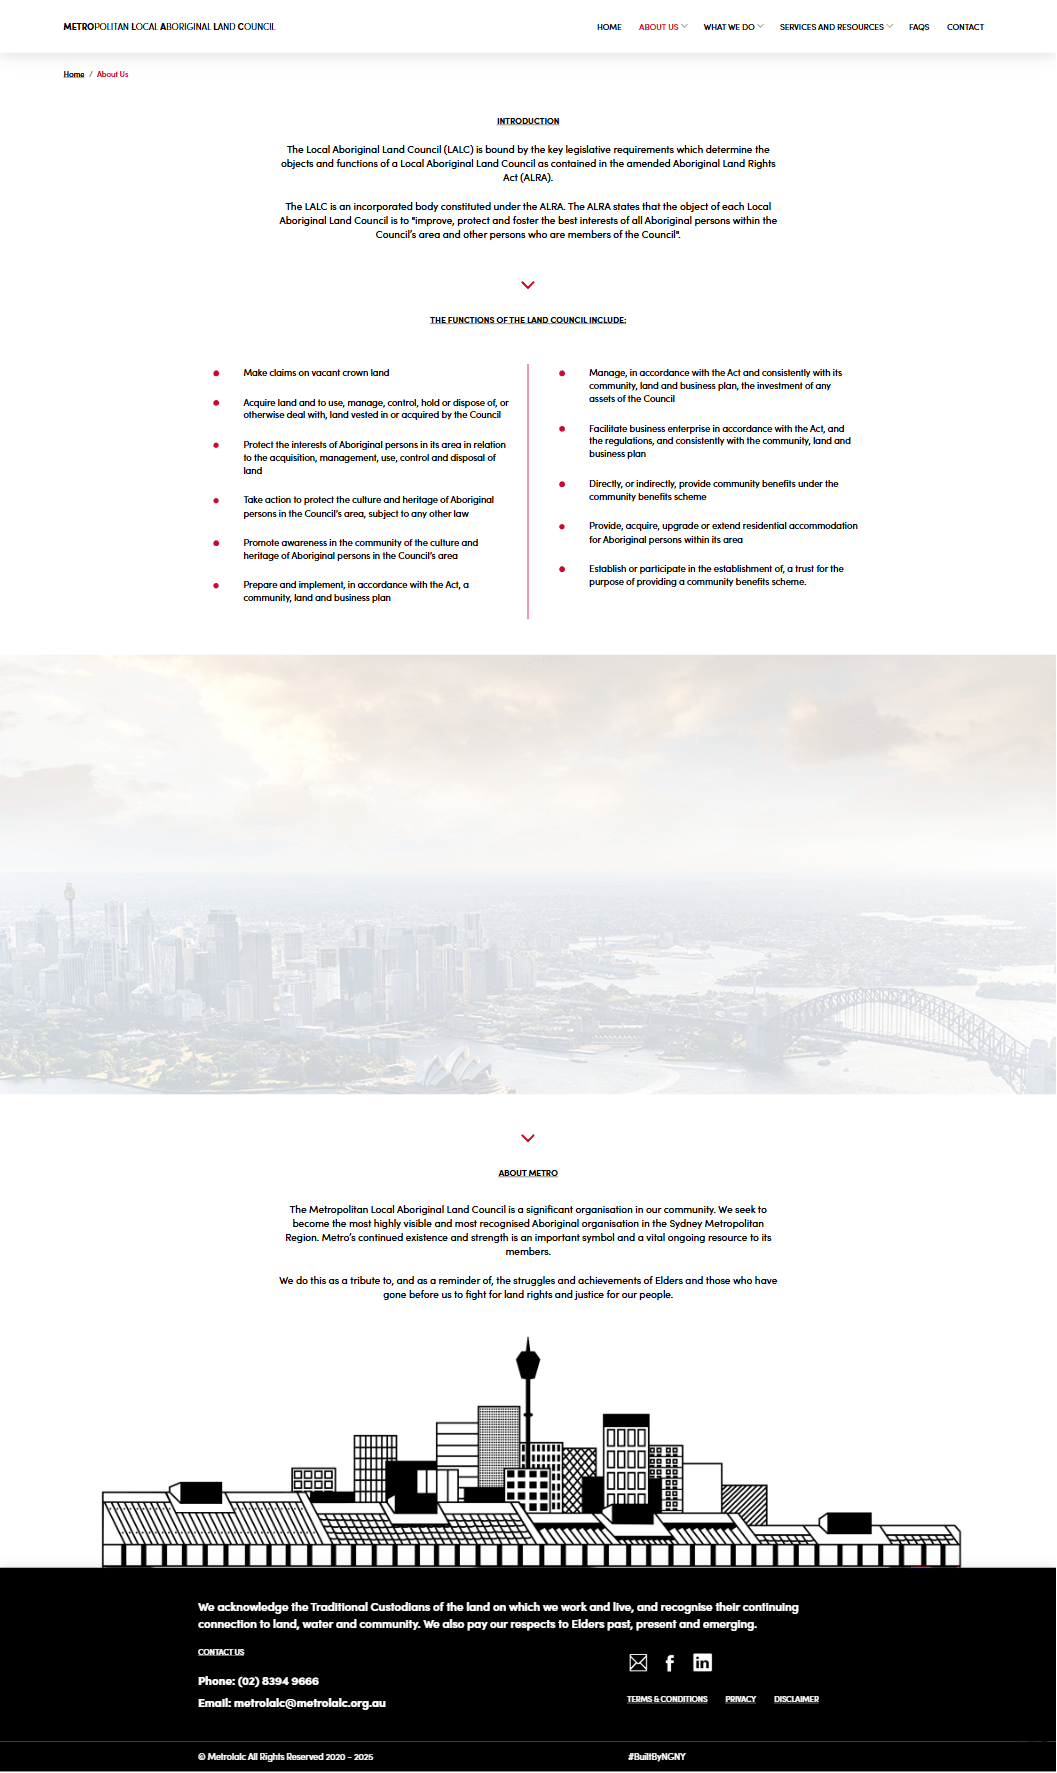 METROPOLITAN LOCAL ABORIGINAL LAND COUNCIL
HOME
ABOUT US
WHAT WE DO
SERVICES AND RESOURCES
FAQS
CONTACT
Home / About Us
INTRODUCTION
The Local Aboriginal Land Council (LALC) is bound by the key legislative requirements which determine the
objects and functions of a Local Aboriginal Land Council as contained in the amended Aboriginal Land Rights
Act (ALRA).
The LALC is an incorporated body constituted under the ALRA. The ALRA states that the object of each Local
Aboriginal Land Council is to "improve, protect and foster the best interests of all Aboriginal persons within the
Council’s area and other persons who are members of the Council".
THE FUNCTIONS OF THE LAND COUNCIL INCLUDE:
Make claims on vacant crown land
Acquire land and to use, manage, control, hold or dispose of, or
otherwise deal with, land vested in or acquired by the Council
Protect the interests of Aboriginal persons in its area in relation
to the acquisition, management, use, control and disposal of
land
Take action to protect the culture and heritage of Aboriginal
persons in the Council’s area, subject to any other law
Promote awareness in the community of the culture and
heritage of Aboriginal persons in the Council’s area
Prepare and implement, in accordance with the Act, a
community, land and business plan
Manage, in accordance with the Act and consistently with its
community, land and business plan, the investment of any
assets of the Council
Facilitate business enterprise in accordance with the Act, and
the regulations, and consistently with the community, land and
business plan
Directly, or indirectly, provide community benefits under the
community benefits scheme
Provide, acquire, upgrade or extend residential accommodation
for Aboriginal persons within its area
Establish or participate in the establishment of, a trust for the
purpose of providing a community benefits scheme.
ABOUT METRO
The Metropolitan Local Aboriginal Land Council is a significant organisation in our community. We seek to
become the most highly visible and most recognised Aboriginal organisation in the Sydney Metropolitan
Region. Metro’s continued existence and strength is an important symbol and a vital ongoing resource to its
members.
We do this as a tribute to, and as a reminder of, the struggles and achievements of Elders and those who have
gone before us to fight for land rights and justice for our people.
We acknowledge the Traditional Custodians of the land on which we work and live, and recognise their continuing
connection to land, water and community. We also pay our respects to Elders past, present and emerging.
CONTACT US
Phone: (02) 8394 9666
Email: metrolalc@metrolalc.org.au
TERMS & CONDITIONS
PRIVACY
DISCLAIMER
© Metrolalc All Rights Reserved 2020 – 2025
#BuiltByNGNY